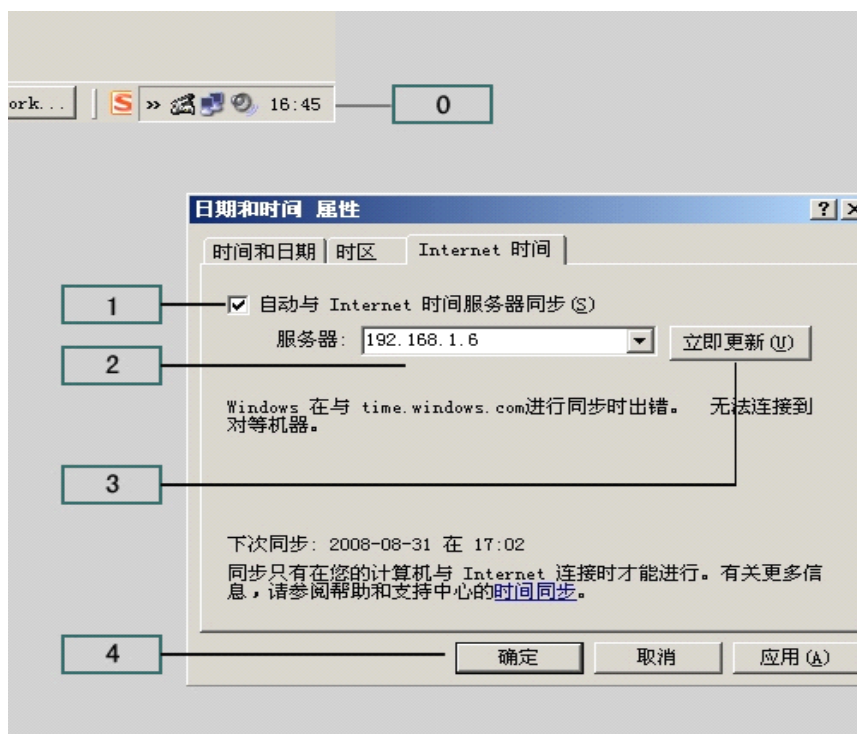 ork...
S
»
16:45
0
日期和时间 属性
?
时间和日期
时区
Internet 时间
1
自动与 Internet 时间服务器同步(S)
服务器:
192.168.1.6
立即更新(U)
2
Windows 在与 time.windows.com进行同步时出错。 无法连接到
对等机器。
3
下次同步: 2008-08-31 在 17:02
同步只有在您的计算机与 Internet 连接时才能进行。有关更多信
息,请参阅帮助和支持中心的时间同步。
4
确定
取消
应用(A)